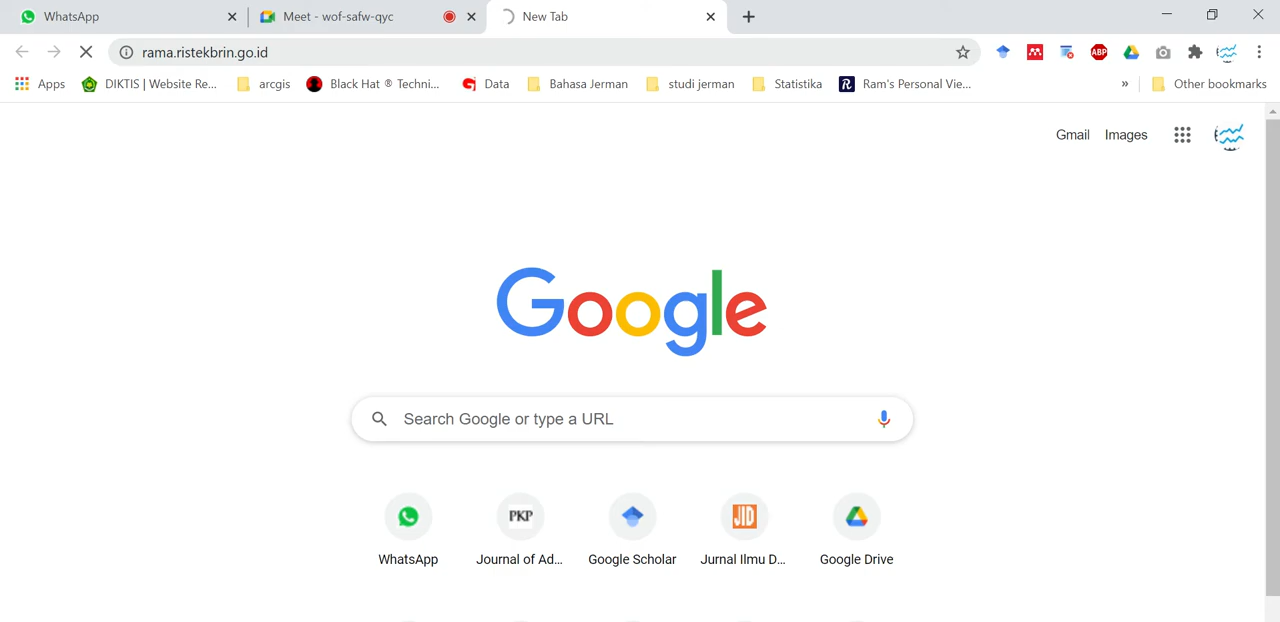 WhatsApp
Meet - wof-safw-qyc
New Tab
rama.ristekbrin.go.id
ABP
Apps
DIKTIS | Website Re...
arcgis
Black Hat ® Techni...
Data
Bahasa Jerman
studi jerman
Statistika
R
Ram's Personal Vie...
»
Other bookmarks
Gmail
Images
Google
Search Google or type a URL
PKP
JID
WhatsApp
Journal of Ad...
Google Scholar
Jurnal Ilmu D...
Google Drive